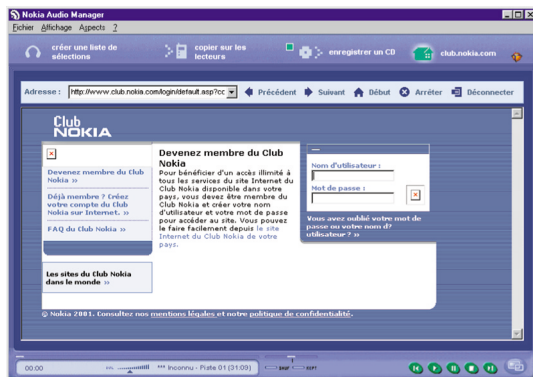 Nokia Audio Manager
Fichier Affichage Aspects ?
créer une liste de
sélections
copier sur les
lecteurs
enregistrer un CD
club.nokia.com
Adresse : http://www.club.nokia.com/login/default.asp?cc Précédent Suivant Début Arrêter Déconnecter
Club
NOKIA
Devenez membre du Club
Nokia »
Déjà membre ? Créez
votre compte du Club
Nokia sur Internet. »
FAQ du Club Nokia »
Les sites du Club Nokia
dans le monde »
Devenez membre du Club
Nokia
Pour bénéficier d'un accès illimité à
tous les services du site Internet du
Club Nokia disponible dans votre
pays, vous devez être membre du
Club Nokia et créer votre nom
d'utilisateur et votre mot de passe
pour accéder au site. Vous pouvez
le faire facilement depuis le site
Internet du Club Nokia de votre
pays.
Nom d'utilisateur :
Mot de passe :
Vous avez oublié votre mot de
passe ou votre nom d?
utilisateur ? »
© Nokia 2001. Consultez nos mentions légales et notre politique de confidentialité.
00:00 *** Inconnu - Piste 01 (31:09)